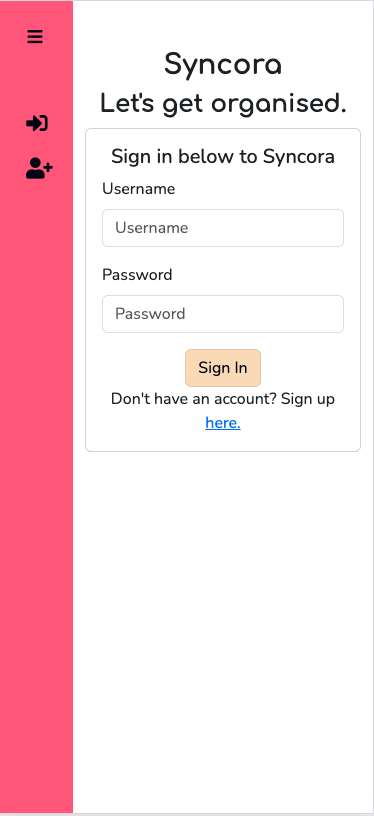 Syncora
Let's get organised.
Sign in below to Syncora
Username
Username
Password
Password
Sign In
Don't have an account? Sign up
here.